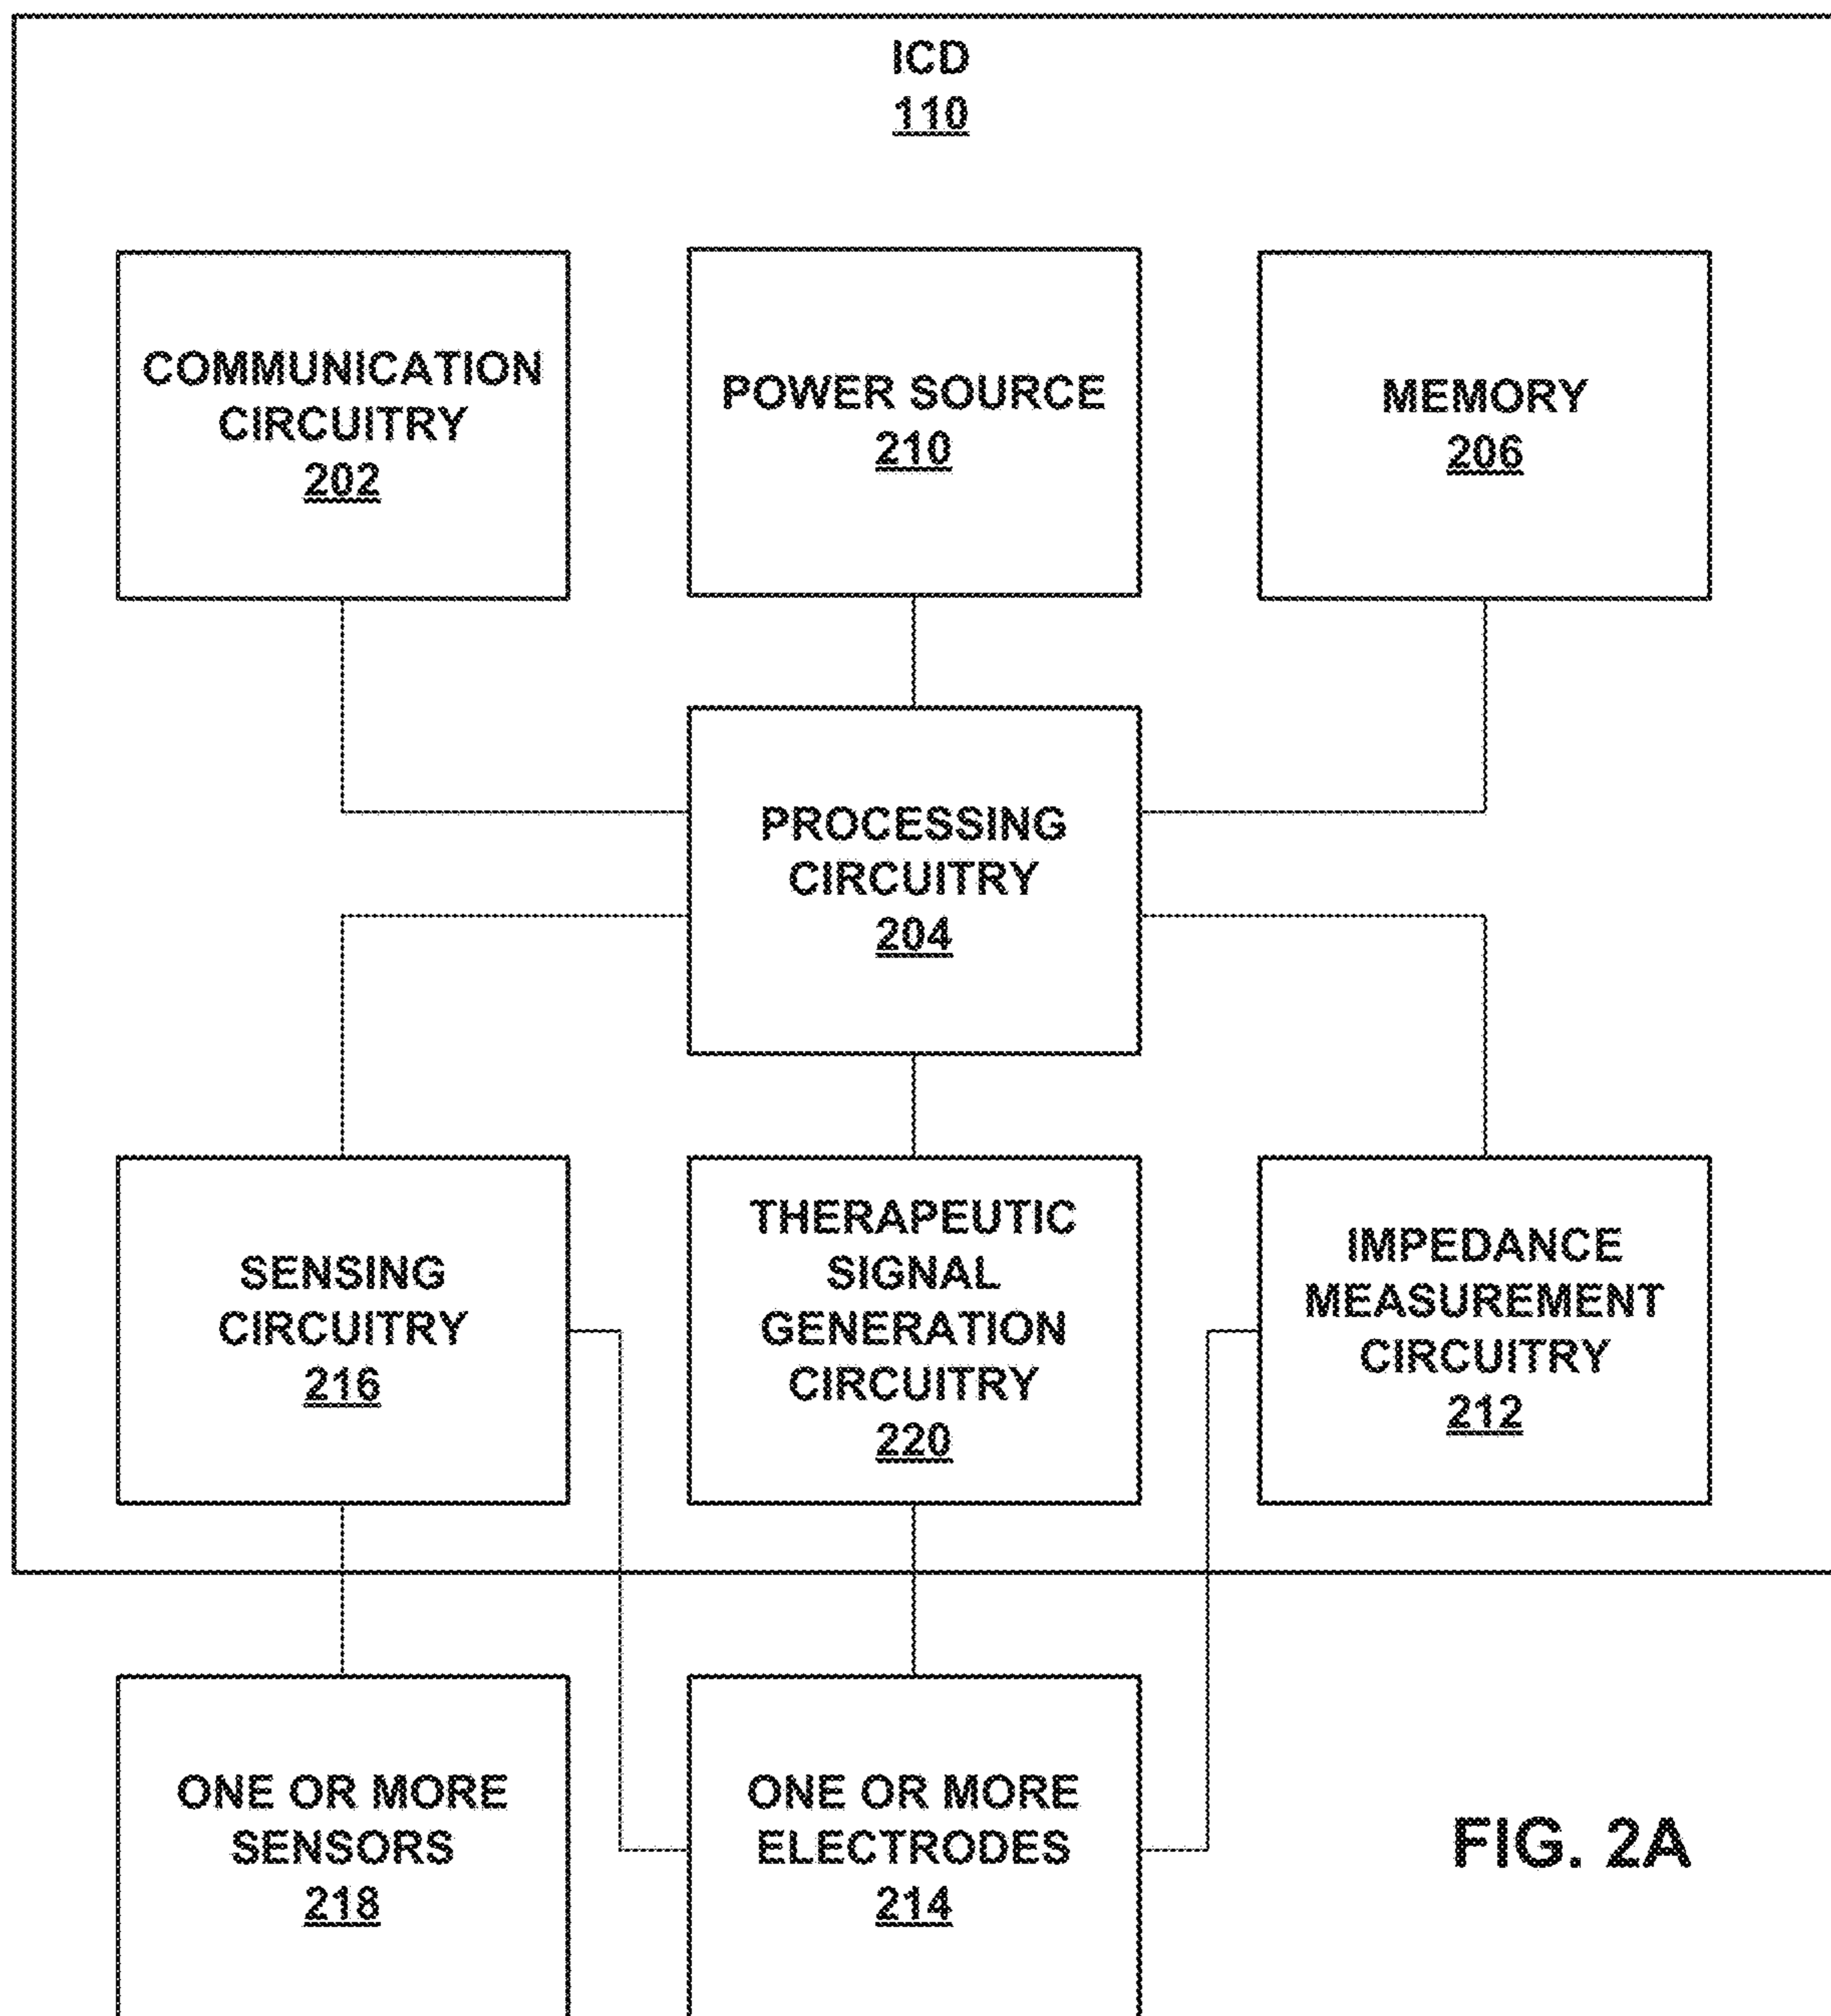 ICD
110
COMMUNICATION
CIRCUITRY
202
POWER SOURCE
210
MEMORY
206
PROCESSING
CIRCUITRY
204
SENSING
CIRCUITRY
216
THERAPEUTIC
SIGNAL
GENERATION
CIRCUITRY
220
IMPEDANCE
MEASUREMENT
CIRCUITRY
212
ONE OR MORE
SENSORS
218
ONE OR MORE
ELECTRODES
214
FIG. 2A